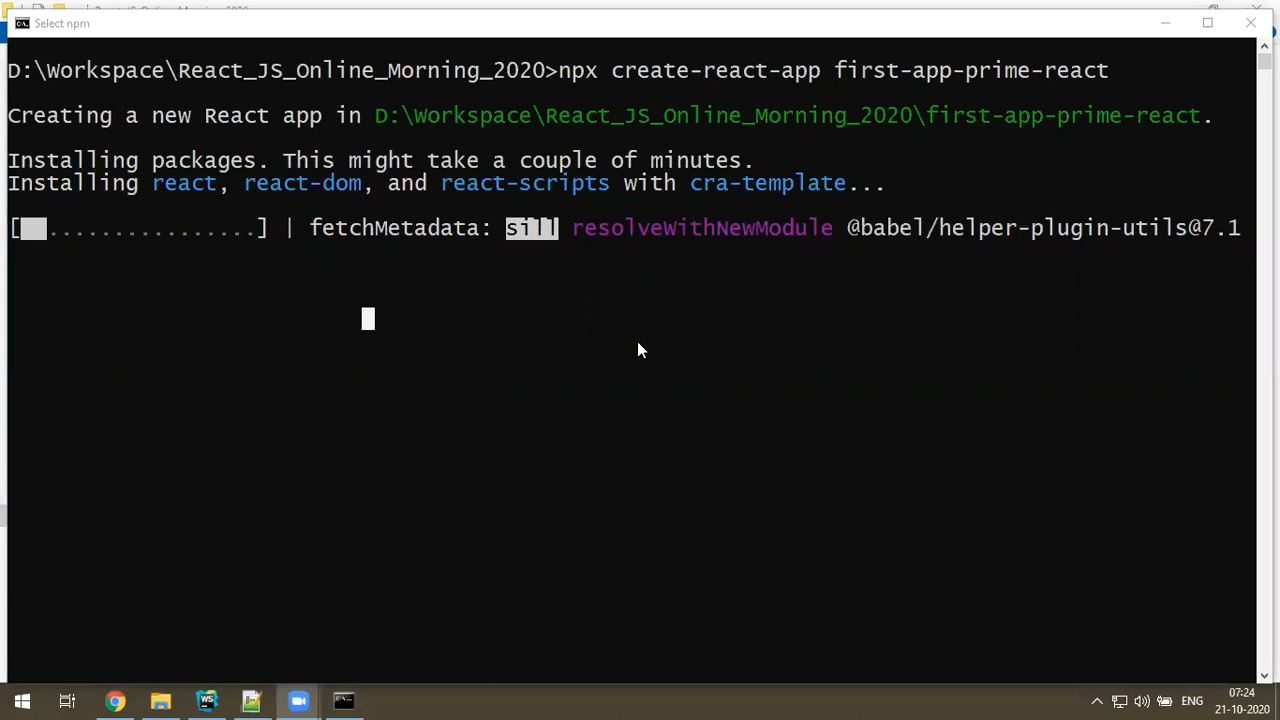 Select npm
D:\Workspace\React_JS_Online_Morning_2020>npx create-react-app first-app-prime-react
Creating a new React app in D:\Workspace\React_JS_Online_Morning_2020\first-app-prime-react.
Installing packages. This might take a couple of minutes.
Installing react, react-dom, and react-scripts with cra-template...
[ ................] | fetchMetadata: sill resolveWithNewModule @babel/helper-plugin-utils@7.1
WS
ENG
07:24
21-10-2020